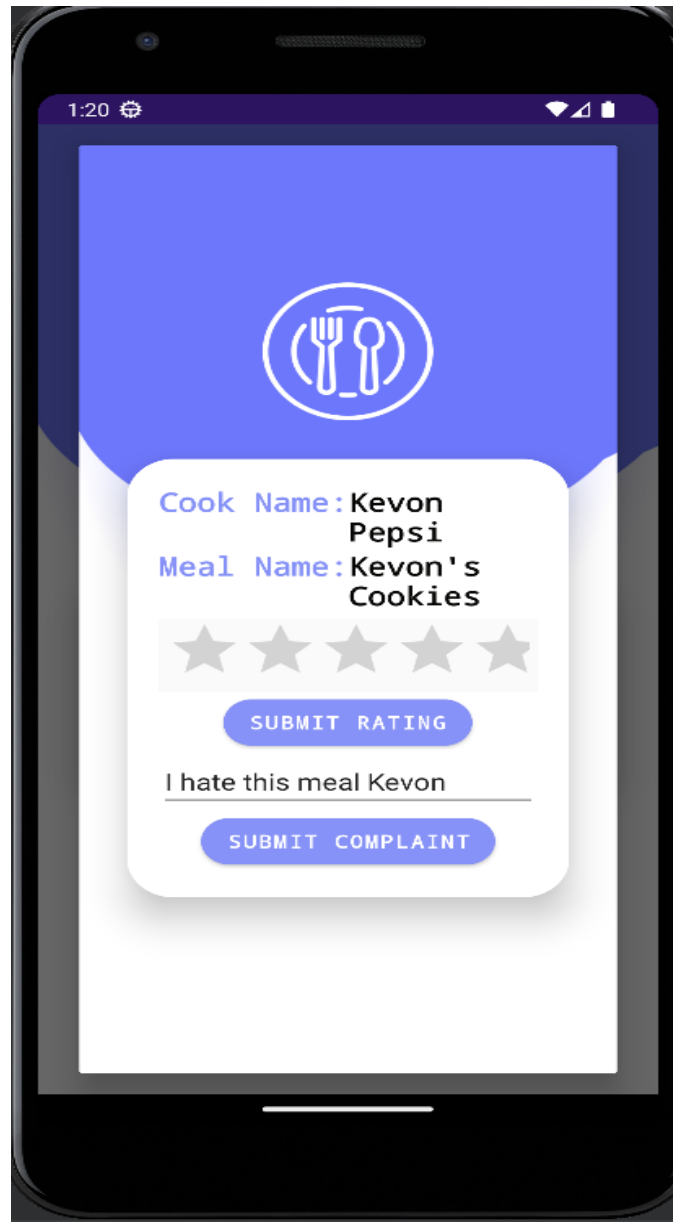 1:20
Cook Name:Kevon
Pepsi
Meal Name:Kevon's
Cookies
SUBMIT RATING
I hate this meal Kevon
SUBMIT COMPLAINT